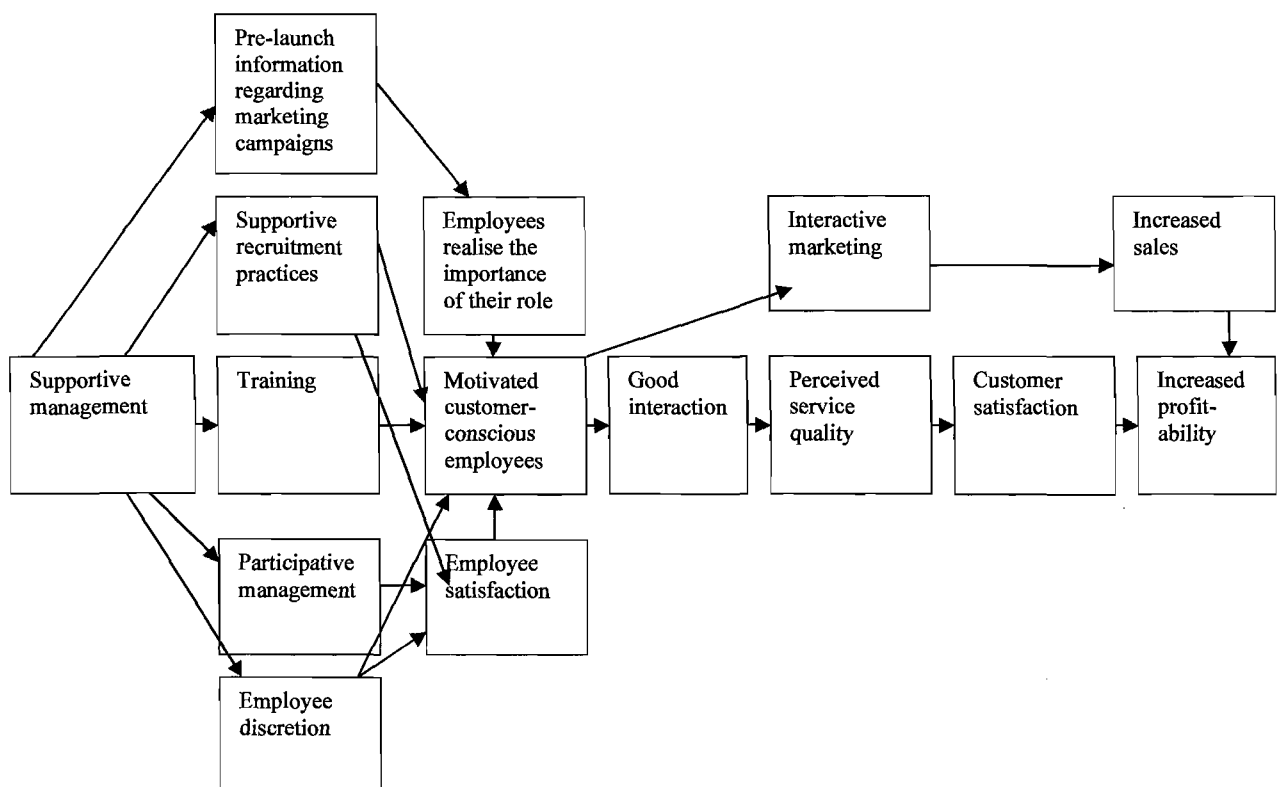 Pre-launch
information
regarding
marketing
campaigns
Supportive
recruitment
practices
Employees
realise the
importance
of their role
Interactive
marketing
Increased
sales
Supportive
management
Training
Motivated
customer-
conscious
employees
Good
interaction
Perceived
service
quality
Customer
satisfaction
Increased
profit-
ability
Participative
management
Employee
satisfaction
Employee
discretion